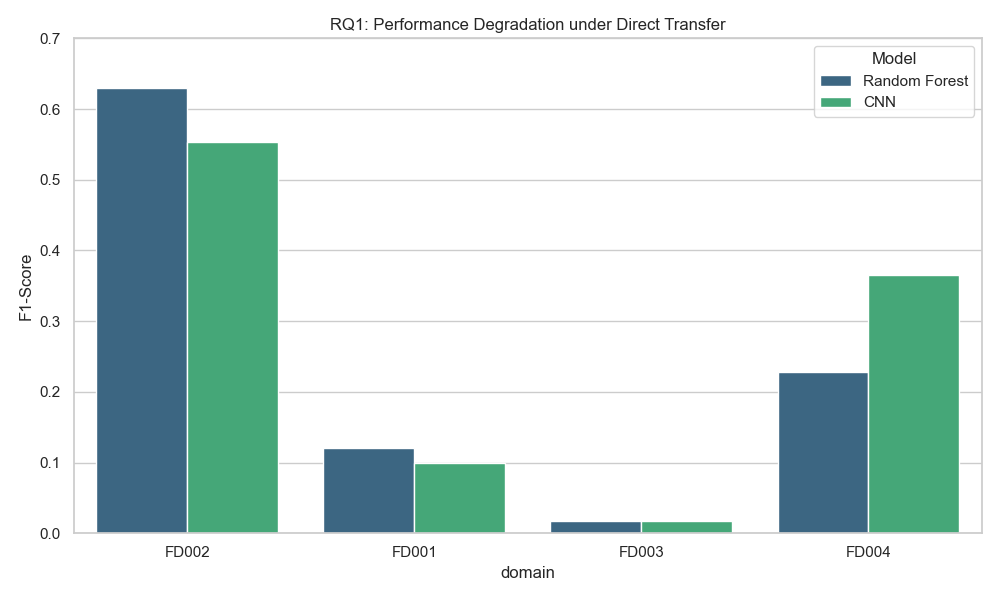 RQ1: Performance Degradation under Direct Transfer
0.7
0.6
0.5
0.4
0.3
0.2
0.1
0.0
F1-Score
FD002
FD001
FD003
FD004
domain
Model
Random Forest
CNN